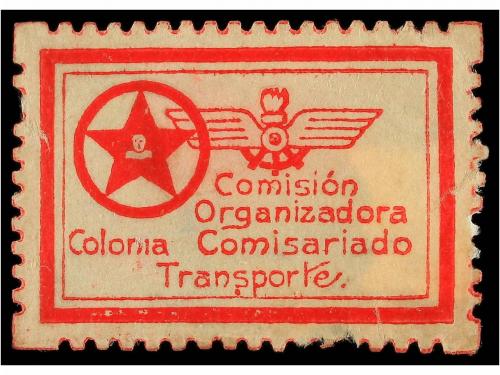 Comisión
Organizadora
Colonia Comisariado
Transporte.